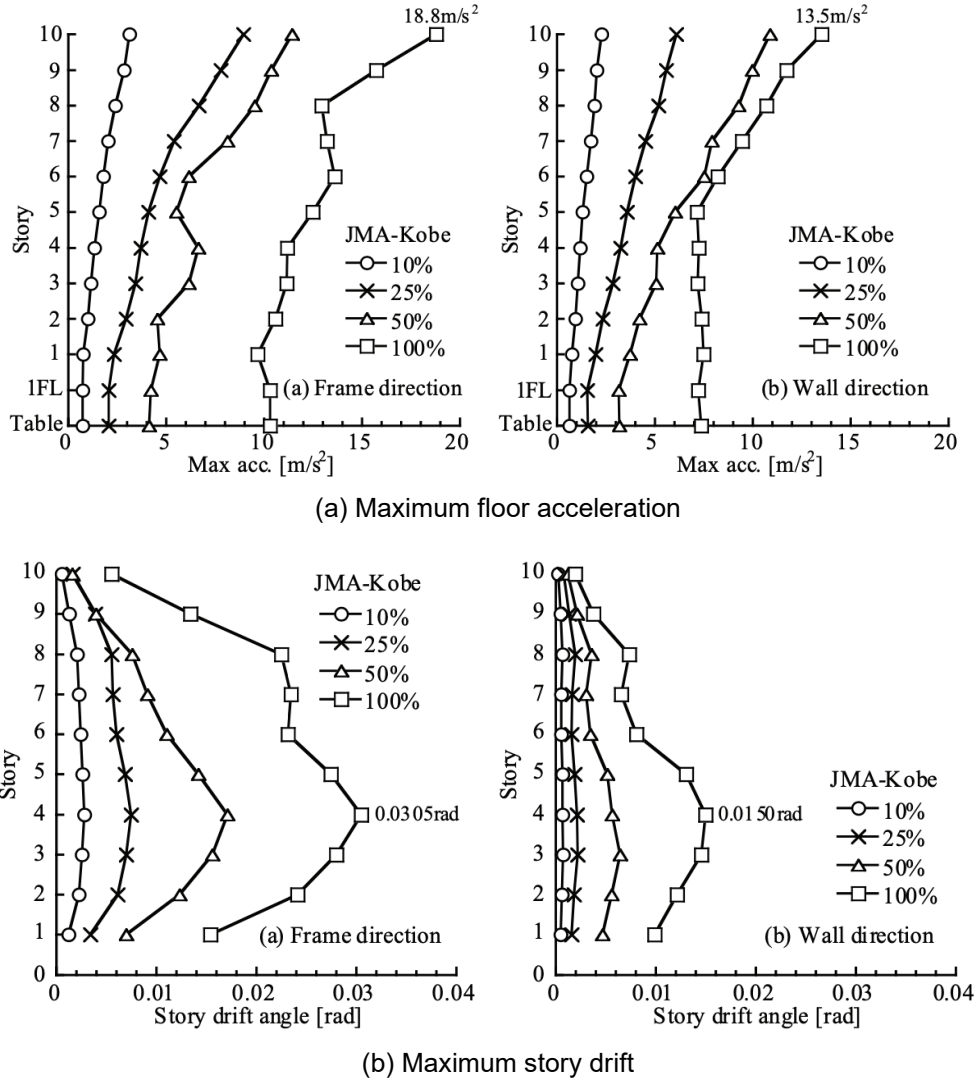 18.8m/s²
10
9
8
7
6
5
4
3
2
1
1FL
Table
Story
JMA-Kobe
10%
25%
50%
100%
(a) Frame direction
0 5 10 15 20
Max acc. [m/s²]
13.5m/s²
10
9
8
7
6
5
4
3
2
1
1FL
Table
Story
JMA-Kobe
10%
25%
50%
100%
(b) Wall direction
0 5 10 15 20
Max acc. [m/s²]
(a) Maximum floor acceleration
10
9
8
7
6
5
4
3
2
1
0
Story
JMA-Kobe
10%
25%
50%
100%
0.0305rad
(a) Frame direction
0 0.01 0.02 0.03 0.04
Story drift angle [rad]
10
9
8
7
6
5
4
3
2
1
0
Story
0.0150rad
JMA-Kobe
10%
25%
50%
100%
(b) Wall direction
0 0.01 0.02 0.03 0.04
Story drift angle [rad]
(b) Maximum story drift